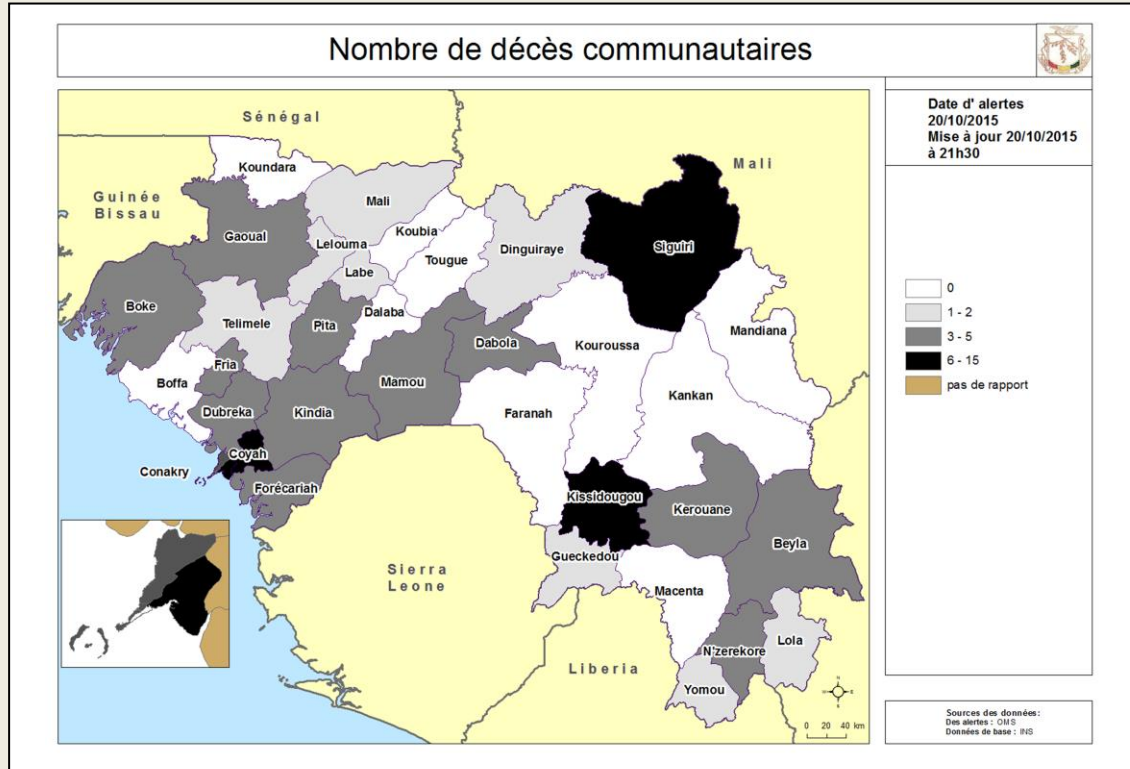 Nombre de décès communautaires
Date d' alertes
20/10/2015
Mise à jour 20/10/2015
à 21h30
Sénégal
Mali
Guinée
Bissau
Koundara
Mali
Gaoual
Koubia
Lelouma
Tougue
Dinguiraye
Siguiri
Labe
Boke
Telimele
Pita
Dalaba
Mandiana
Dabola
Kouroussa
Fria
Boffa
Mamou
Kankan
Dubreka
Kindia
Faranah
Coyah
Conakry
Forécariah
Kissidougou
Kerouane
Beyla
Gueckedou
Sierra
Leone
Macenta
Lola
N'zerekore
Liberia
Yomou
N
E
S
0 20 40 km
0
1 - 2
3 - 5
6 - 15
pas de rapport
Sources des données:
Des alertes : OMS
Données de base : INS